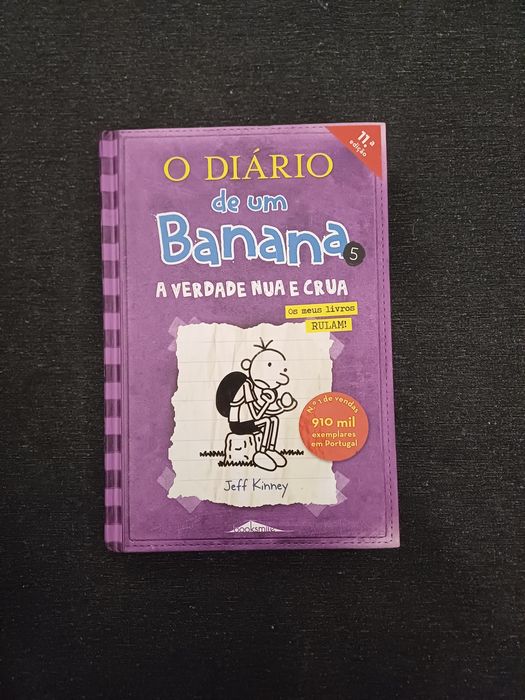 11.ª
edição
O DIÁRIO
de um
Banana
5
A VERDADE NUA E CRUA
Os meus livros
RULAM!
N.º 1 de vendas
910 mil
exemplares
em Portugal
Jeff Kinney
booksmile